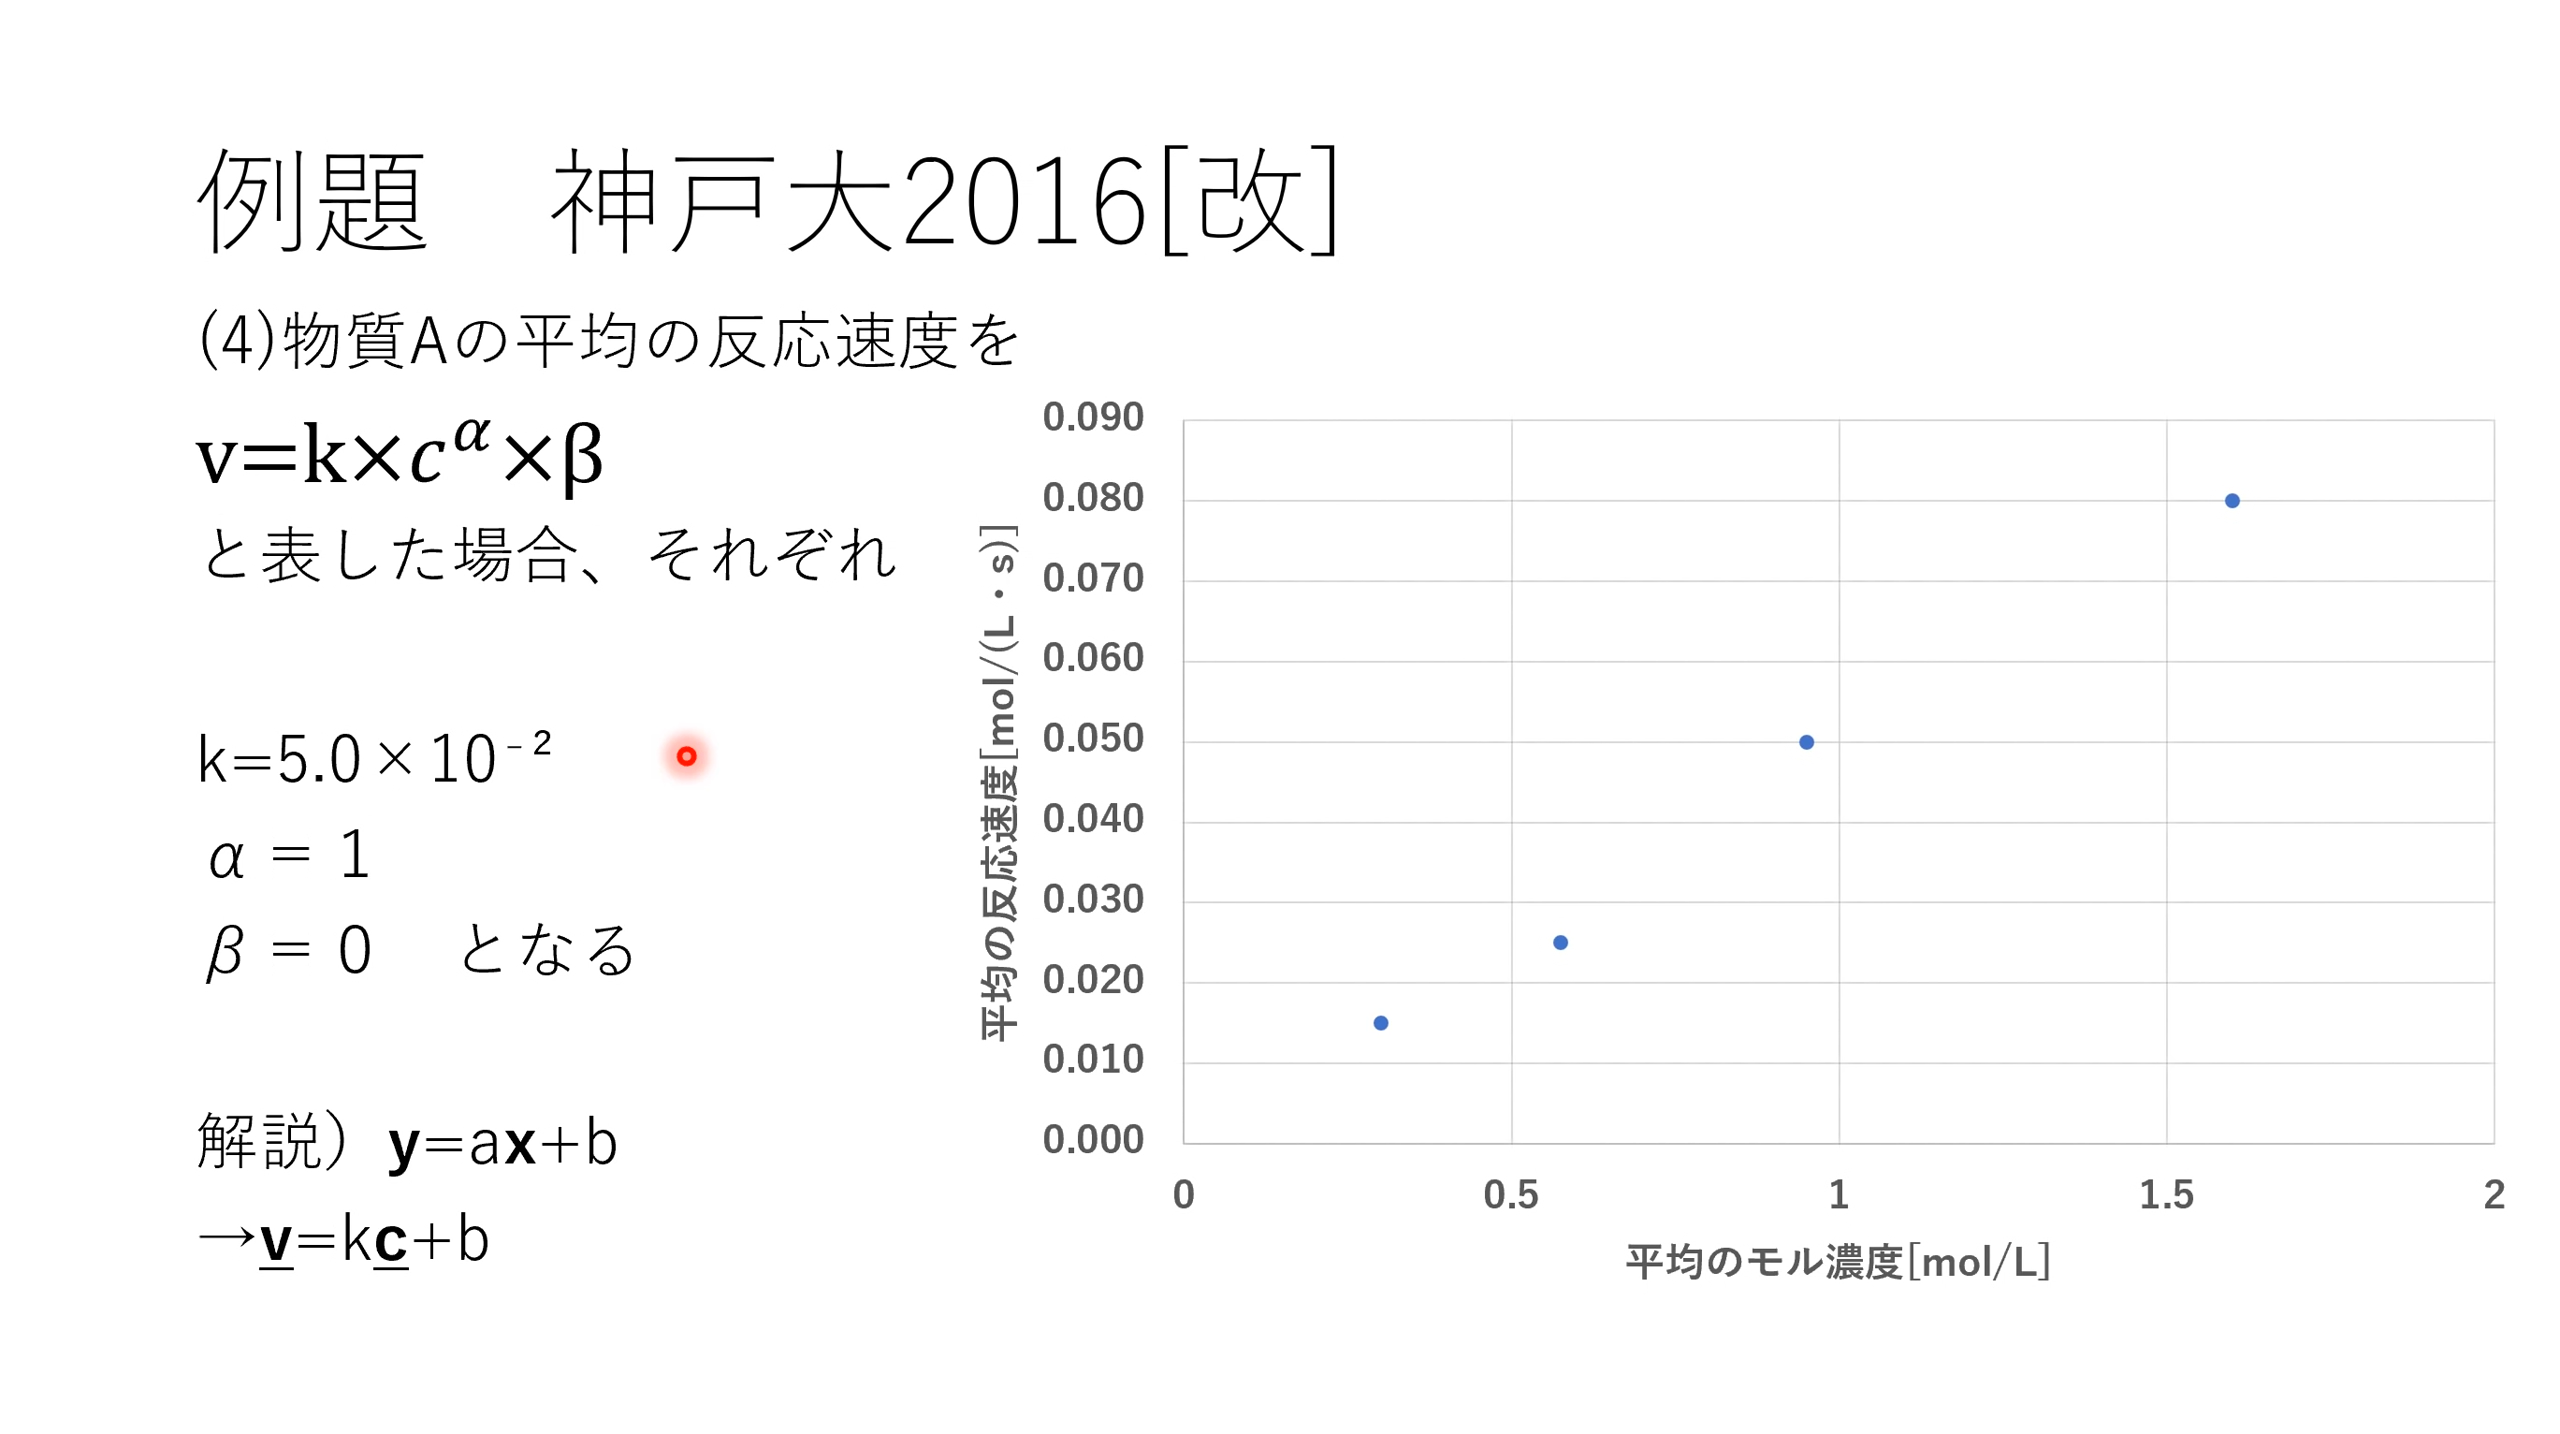 例題　神戸大2016[改]
(4)物質Aの平均の反応速度を
v=k×c^α×β
と表した場合、それぞれ
k=5.0×10⁻²
α = 1
β = 0　となる
解説）y=ax+b
→v=kc+b
平均の反応速度[mol/(L・s)]
0.090
0.080
0.070
0.060
0.050
0.040
0.030
0.020
0.010
0.000
0 0.5 1 1.5 2
平均のモル濃度[mol/L]